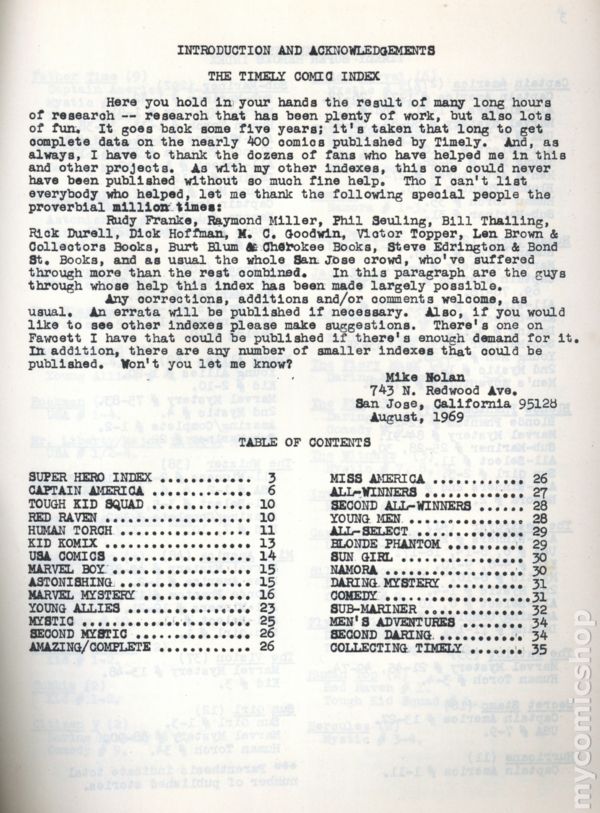 INTRODUCTION AND ACKNOWLEDGEMENTS
THE TIMELY COMIC INDEX
Here you hold in your hands the result of many long hours
of research -- research that has been plenty of work, but also lots
of fun. It goes back some five years; it's taken that long to get
complete data on the nearly 400 comics published by Timely. And, as
always, I have to thank the dozens of fans who have helped me in this
and other projects. As with my other indexes, this one could never
have been published without so much fine help. Tho I can't list
everybody who helped, let me thank the following special people the
proverbial million times:
Rudy Franke, Raymond Miller, Phil Seuling, Bill Thailing,
Rick Durell, Dick Hoffman, M. C. Goodwin, Victor Topper, Len Brown &
Collectors Books, Burt Blum & Cherokee Books, Steve Edrington & Bond
St. Books, and as usual the whole San Jose crowd, who've suffered
through more than the rest combined. In this paragraph are the guys
through whose help this index has been made largely possible.
Any corrections, additions and/or comments welcome, as
usual. An errata will be published if necessary. Also, if you would
like to see other indexes please make suggestions. There's one on
Fawcett I have that could be published if there's enough demand for it.
In addition, there are any number of smaller indexes that could be
published. Won't you let me know?
Mike Nolan
743 N. Redwood Ave.
San Jose, California 95128
August, 1969
TABLE OF CONTENTS
SUPER HERO INDEX ............ 3
CAPTAIN AMERICA ............. 6
TOUGH KID SQUAD ............. 10
RED RAVEN ................... 10
HUMAN TORCH ................. 11
KID KOMIX ................... 13
USA COMICS .................. 14
MARVEL BOY .................. 15
ASTONISHING ................. 15
MARVEL MYSTERY .............. 16
YOUNG ALLIES ................ 23
MYSTIC ...................... 25
SECOND MYSTIC ............... 26
AMAZING/COMPLETE ............ 26
MISS AMERICA ................ 26
ALL-WINNERS ................. 27
SECOND ALL-WINNERS .......... 28
YOUNG MEN ................... 28
ALL-SELECT .................. 29
BLONDE PHANTOM .............. 29
SUN GIRL .................... 30
NAMORA ...................... 30
DARING MYSTERY .............. 31
COMEDY ...................... 31
SUB-MARINER ................. 32
MEN'S ADVENTURES ............ 34
SECOND DARING ............... 34
COLLECTING TIMELY ........... 35
mycomicshop